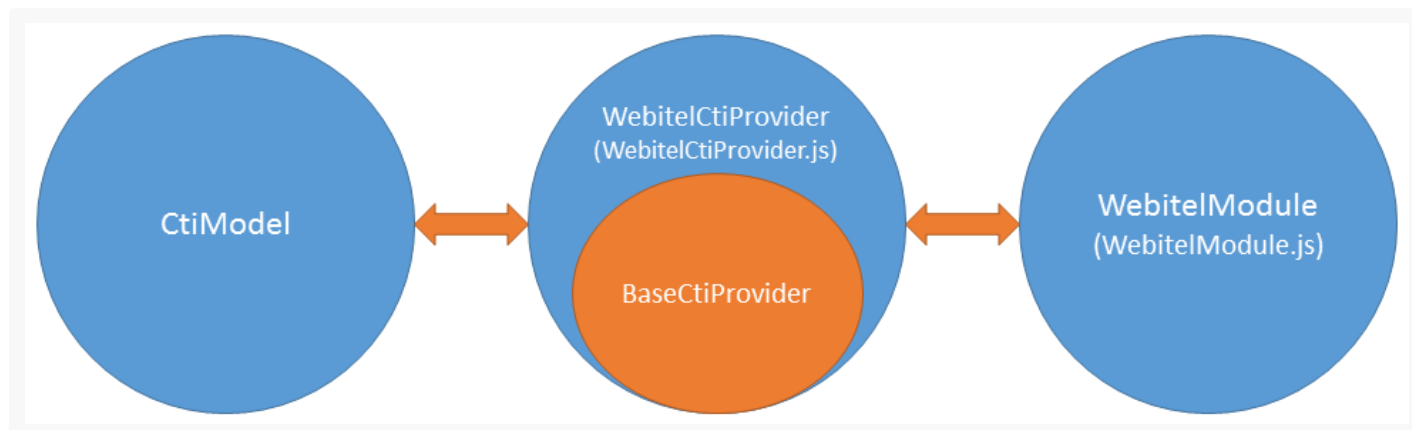 CtiModel
WebitelCtiProvider
(WebitelCtiProvider.js)
BaseCtiProvider
WebitelModule
(WebitelModule.js)